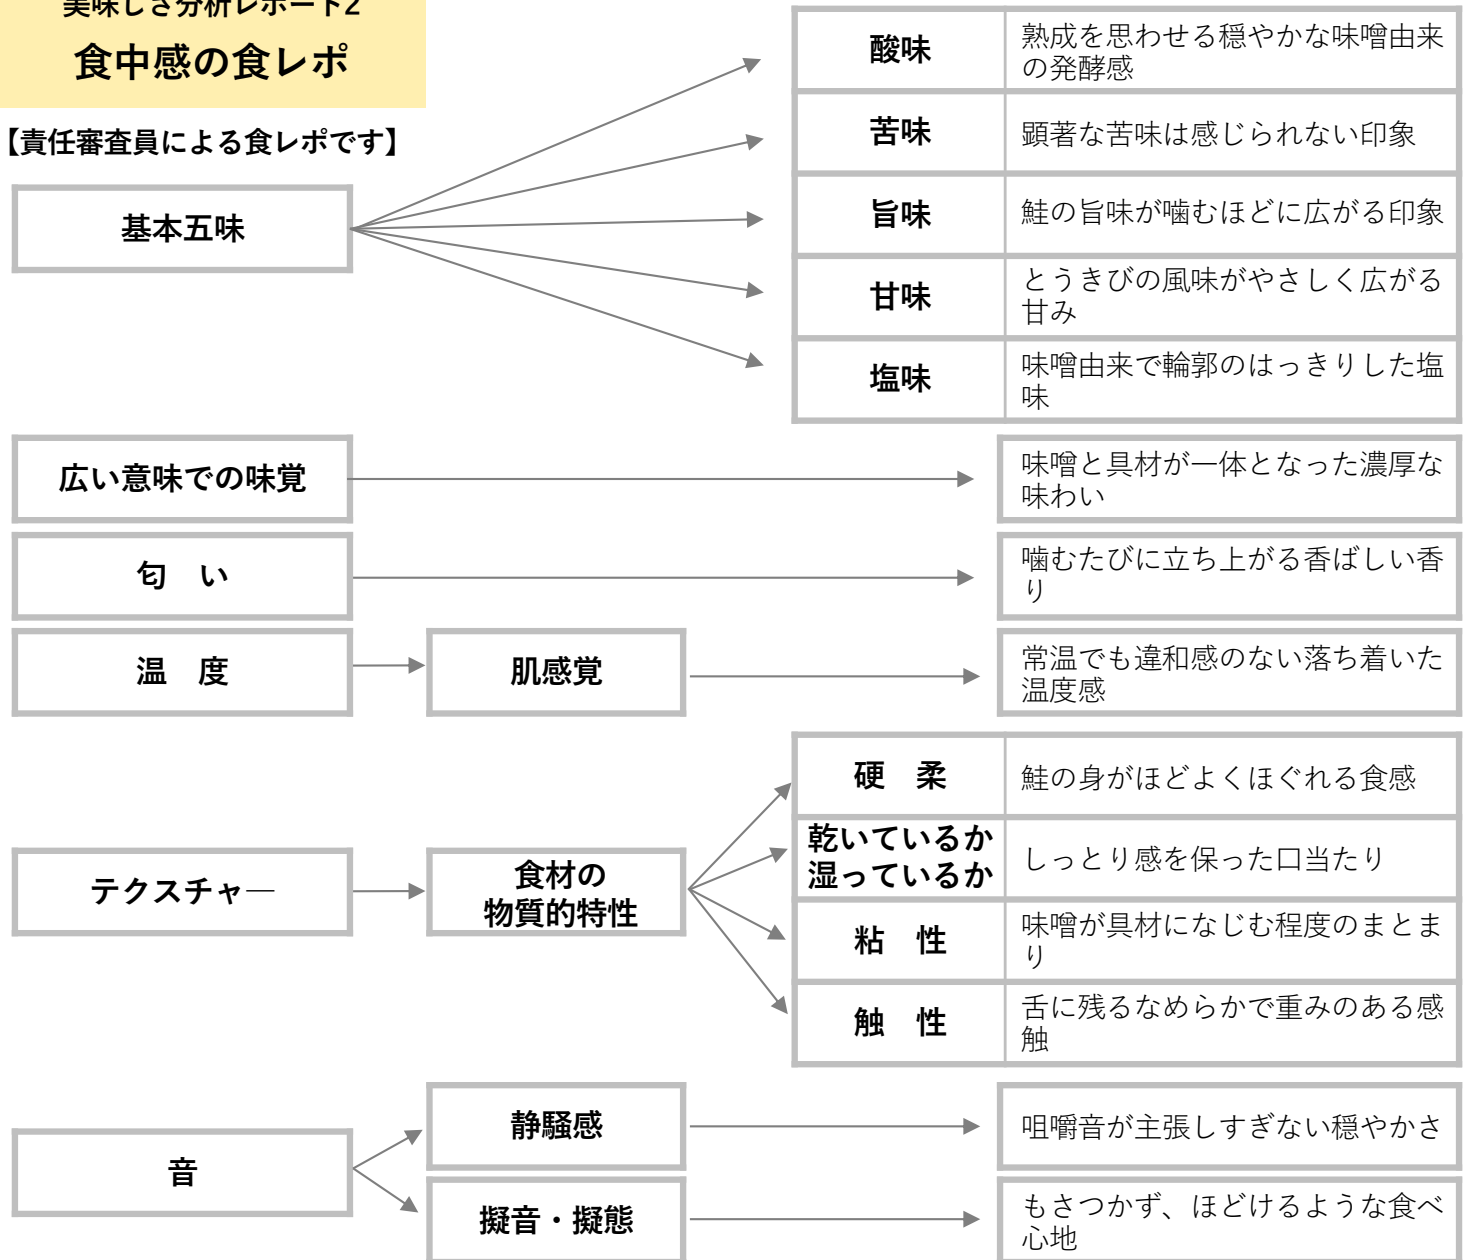 美味しさ分析レポート2
食中感の食レポ
【責任審査員による食レポです】
基本五味
酸味
熟成を思わせる穏やかな味噌由来
の発酵感
苦味
顕著な苦味は感じられない印象
旨味
鮭の旨味が噛むほどに広がる印象
甘味
とうきびの風味がやさしく広がる
甘み
塩味
味噌由来で輪郭のはっきりした塩
味
広い意味での味覚
味噌と具材が一体となった濃厚な
味わい
匂　い
噛むたびに立ち上がる香ばしい香
り
温　度
肌感覚
常温でも違和感のない落ち着いた
温度感
テクスチャ―
食材の
物質的特性
硬　柔
鮭の身がほどよくほぐれる食感
乾いているか
湿っているか
しっとり感を保った口当たり
粘　性
味噌が具材になじむ程度のまとま
り
触　性
舌に残るなめらかで重みのある感
触
音
静騒感
咀嚼音が主張しすぎない穏やかさ
擬音・擬態
もさつかず、ほどけるような食べ
心地